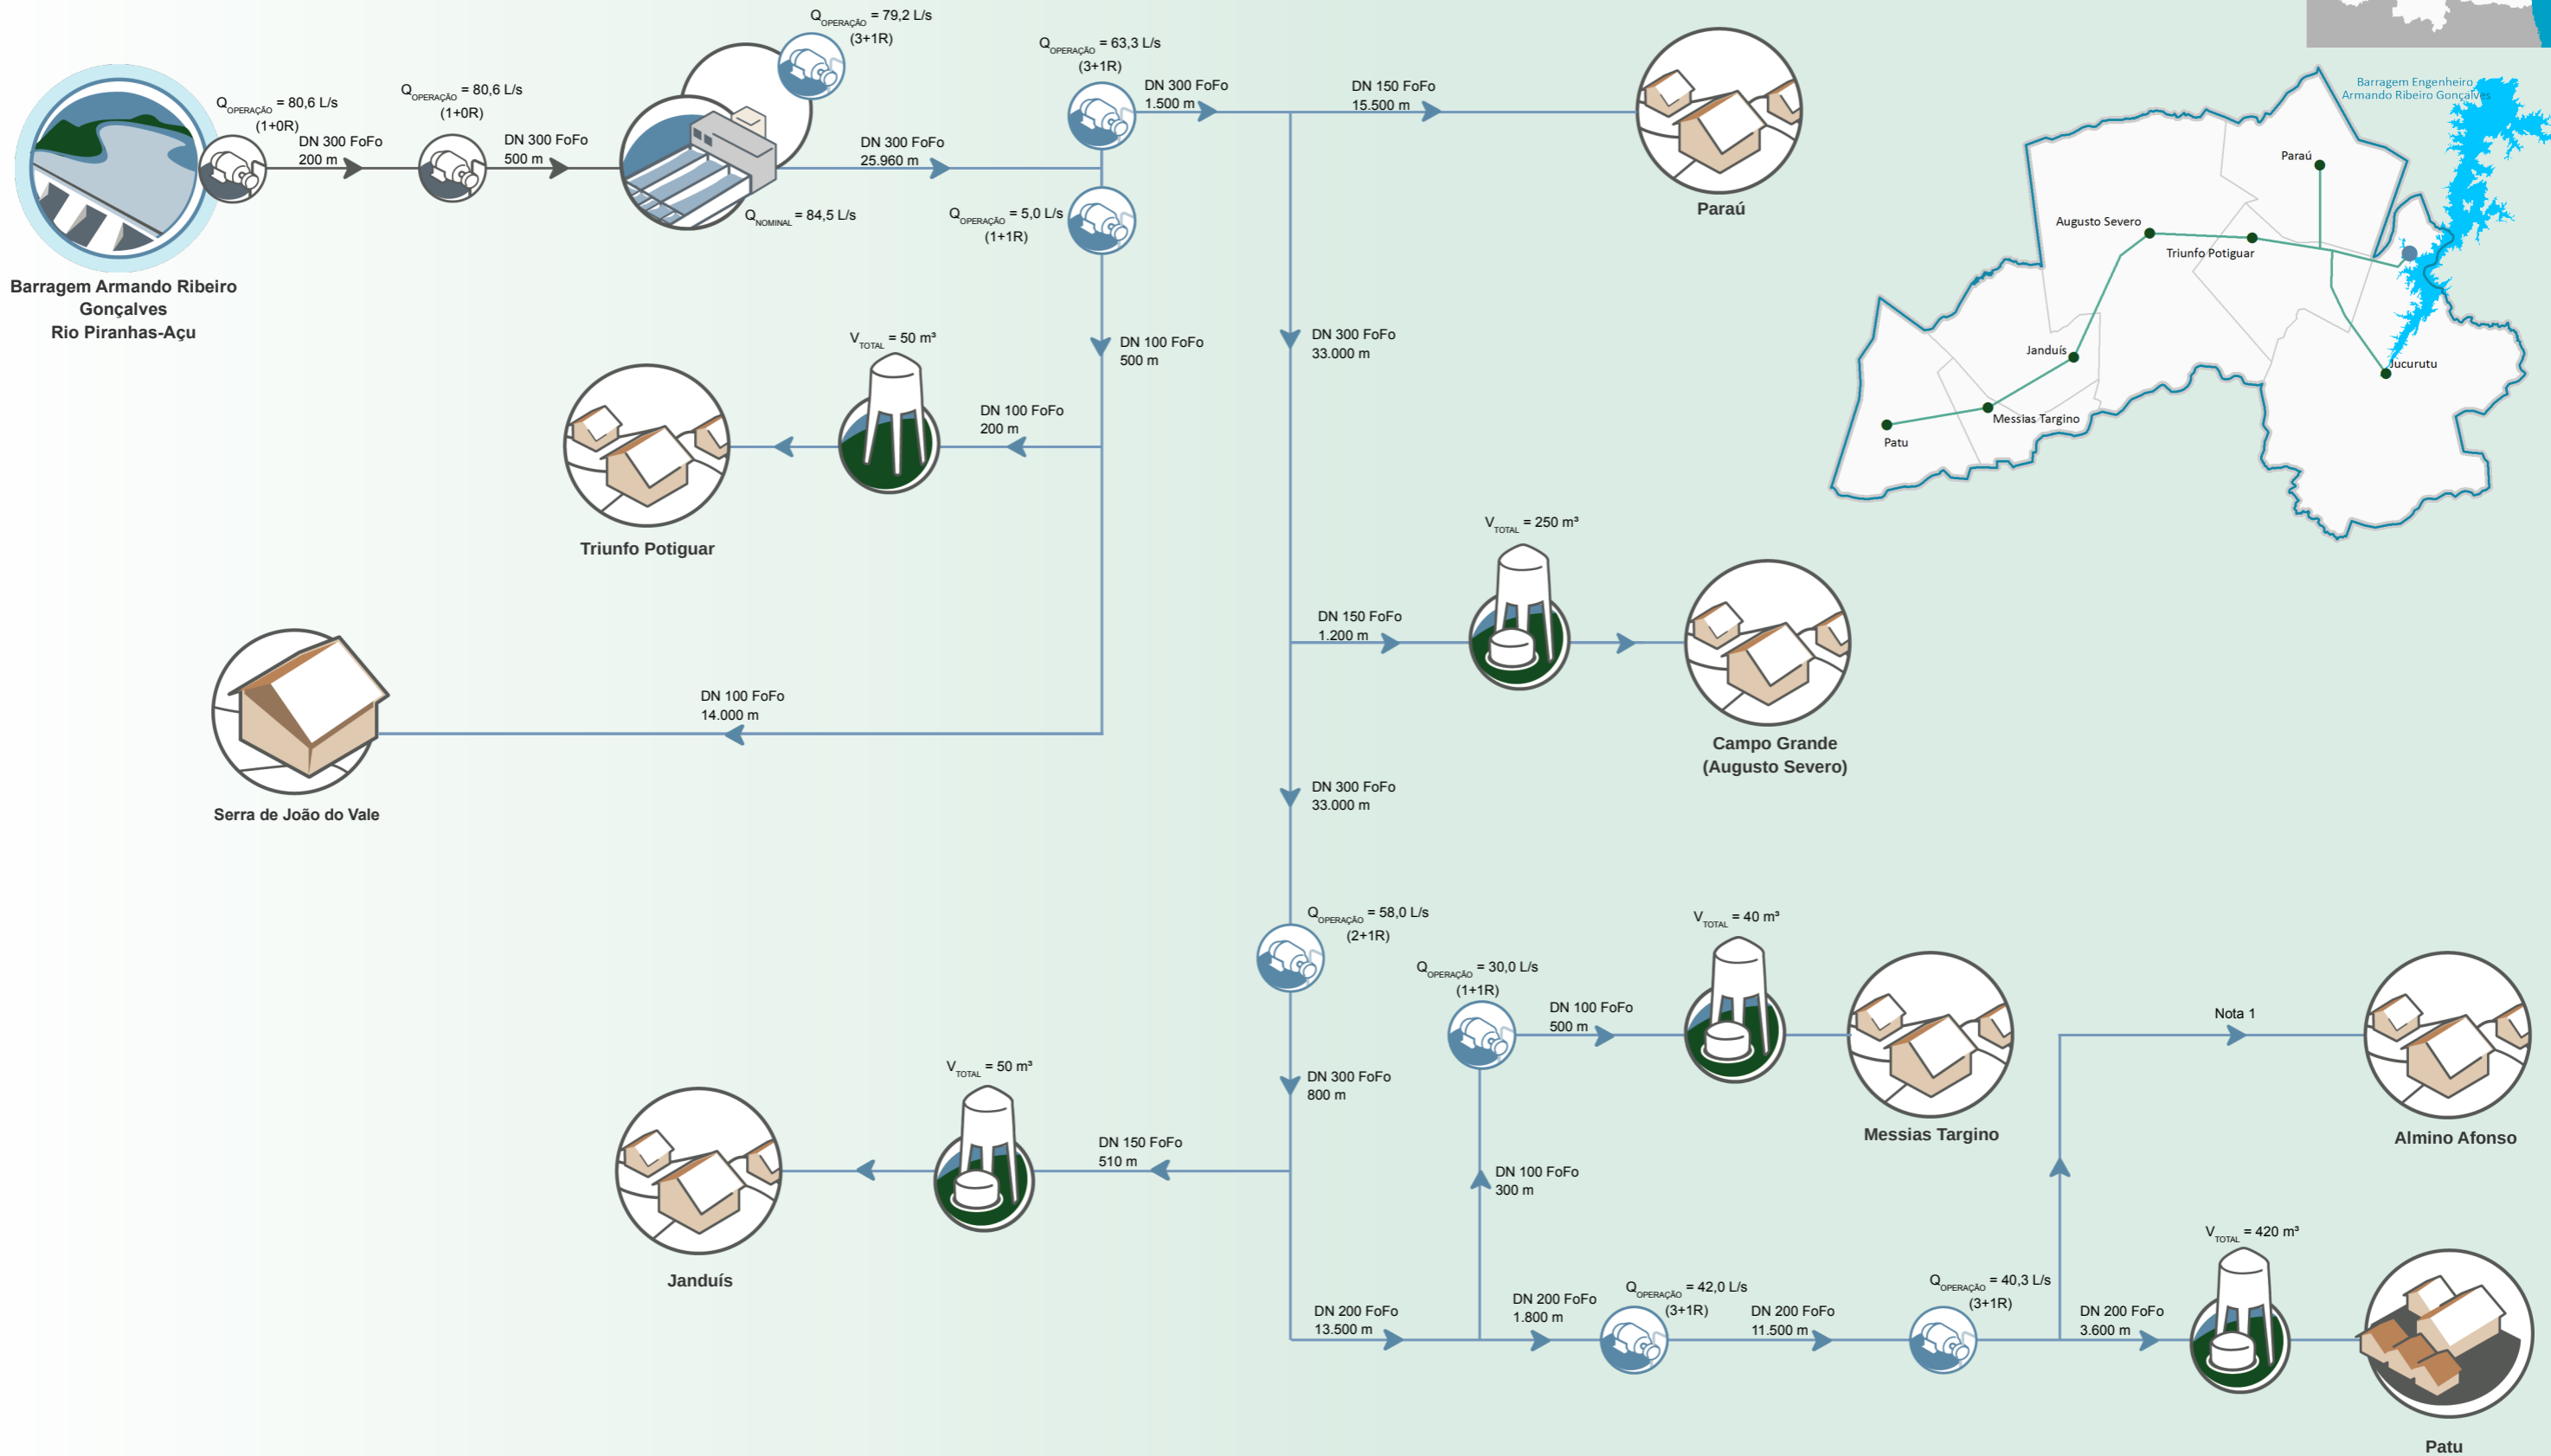 Q OPERAÇÃO = 79,2 L/s
(3+1R)
Q OPERAÇÃO = 63,3 L/s
(3+1R)
Q OPERAÇÃO = 80,6 L/s
(1+0R)
Q OPERAÇÃO = 80,6 L/s
(1+0R)
DN 300 FoFo
200 m
DN 300 FoFo
500 m
DN 300 FoFo
25.960 m
DN 300 FoFo
1.500 m
DN 150 FoFo
15.500 m
Q NOMINAL = 84,5 L/s
Q OPERAÇÃO = 5,0 L/s
(1+1R)
Paraú
Barragem Armando Ribeiro
Gonçalves
Rio Piranhas-Açu
Barragem Engenheiro
Armando Ribeiro Gonçalves
Paraú
Augusto Severo
Triunfo Potiguar
Janduís
Jucurutu
Messias Targino
Patu
V TOTAL = 50 m³
DN 100 FoFo
500 m
DN 300 FoFo
33.000 m
DN 100 FoFo
200 m
Triunfo Potiguar
V TOTAL = 250 m³
DN 150 FoFo
1.200 m
Campo Grande
(Augusto Severo)
DN 100 FoFo
14.000 m
Serra de João do Vale
DN 300 FoFo
33.000 m
Q OPERAÇÃO = 58,0 L/s
(2+1R)
V TOTAL = 40 m³
Q OPERAÇÃO = 30,0 L/s
(1+1R)
DN 100 FoFo
500 m
Messias Targino
Nota 1
Almino Afonso
DN 300 FoFo
800 m
V TOTAL = 50 m³
DN 150 FoFo
510 m
Janduís
DN 100 FoFo
300 m
DN 200 FoFo
13.500 m
DN 200 FoFo
1.800 m
Q OPERAÇÃO = 42,0 L/s
(3+1R)
DN 200 FoFo
11.500 m
Q OPERAÇÃO = 40,3 L/s
(3+1R)
DN 200 FoFo
3.600 m
V TOTAL = 420 m³
Patu